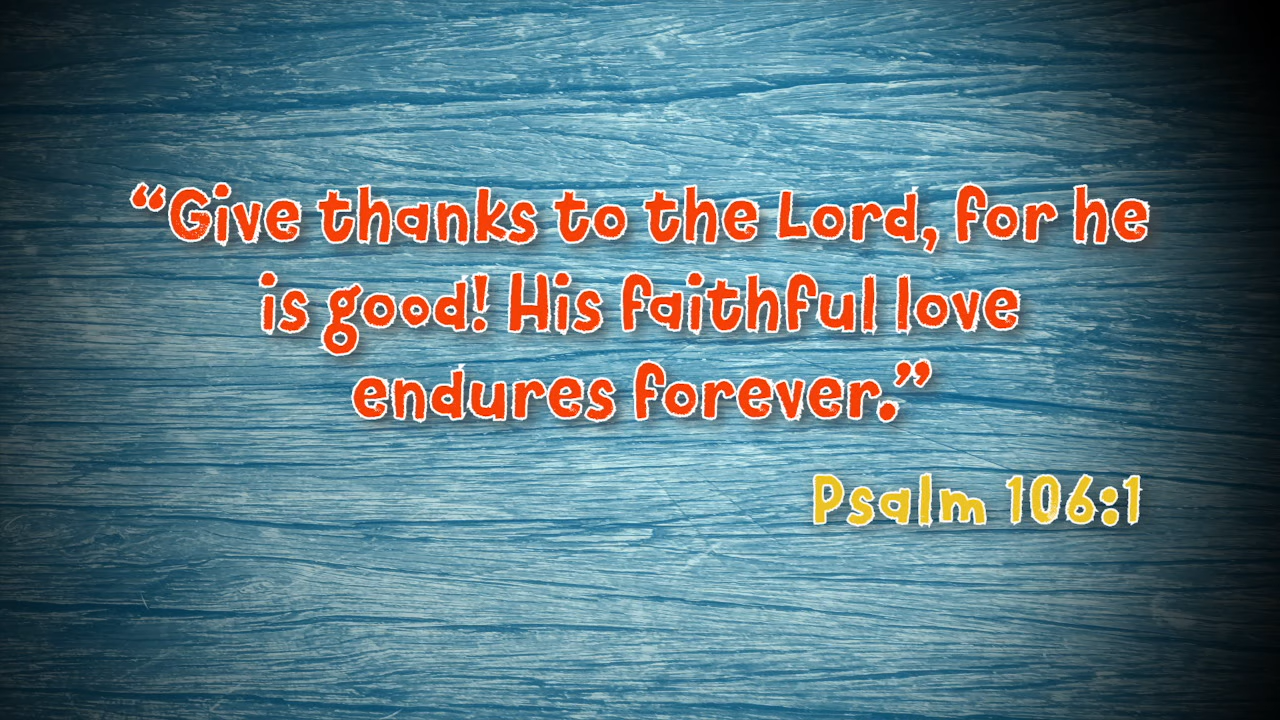 “Give thanks to the Lord, for he
is good! His faithful love
endures forever.”
Psalm 106:1